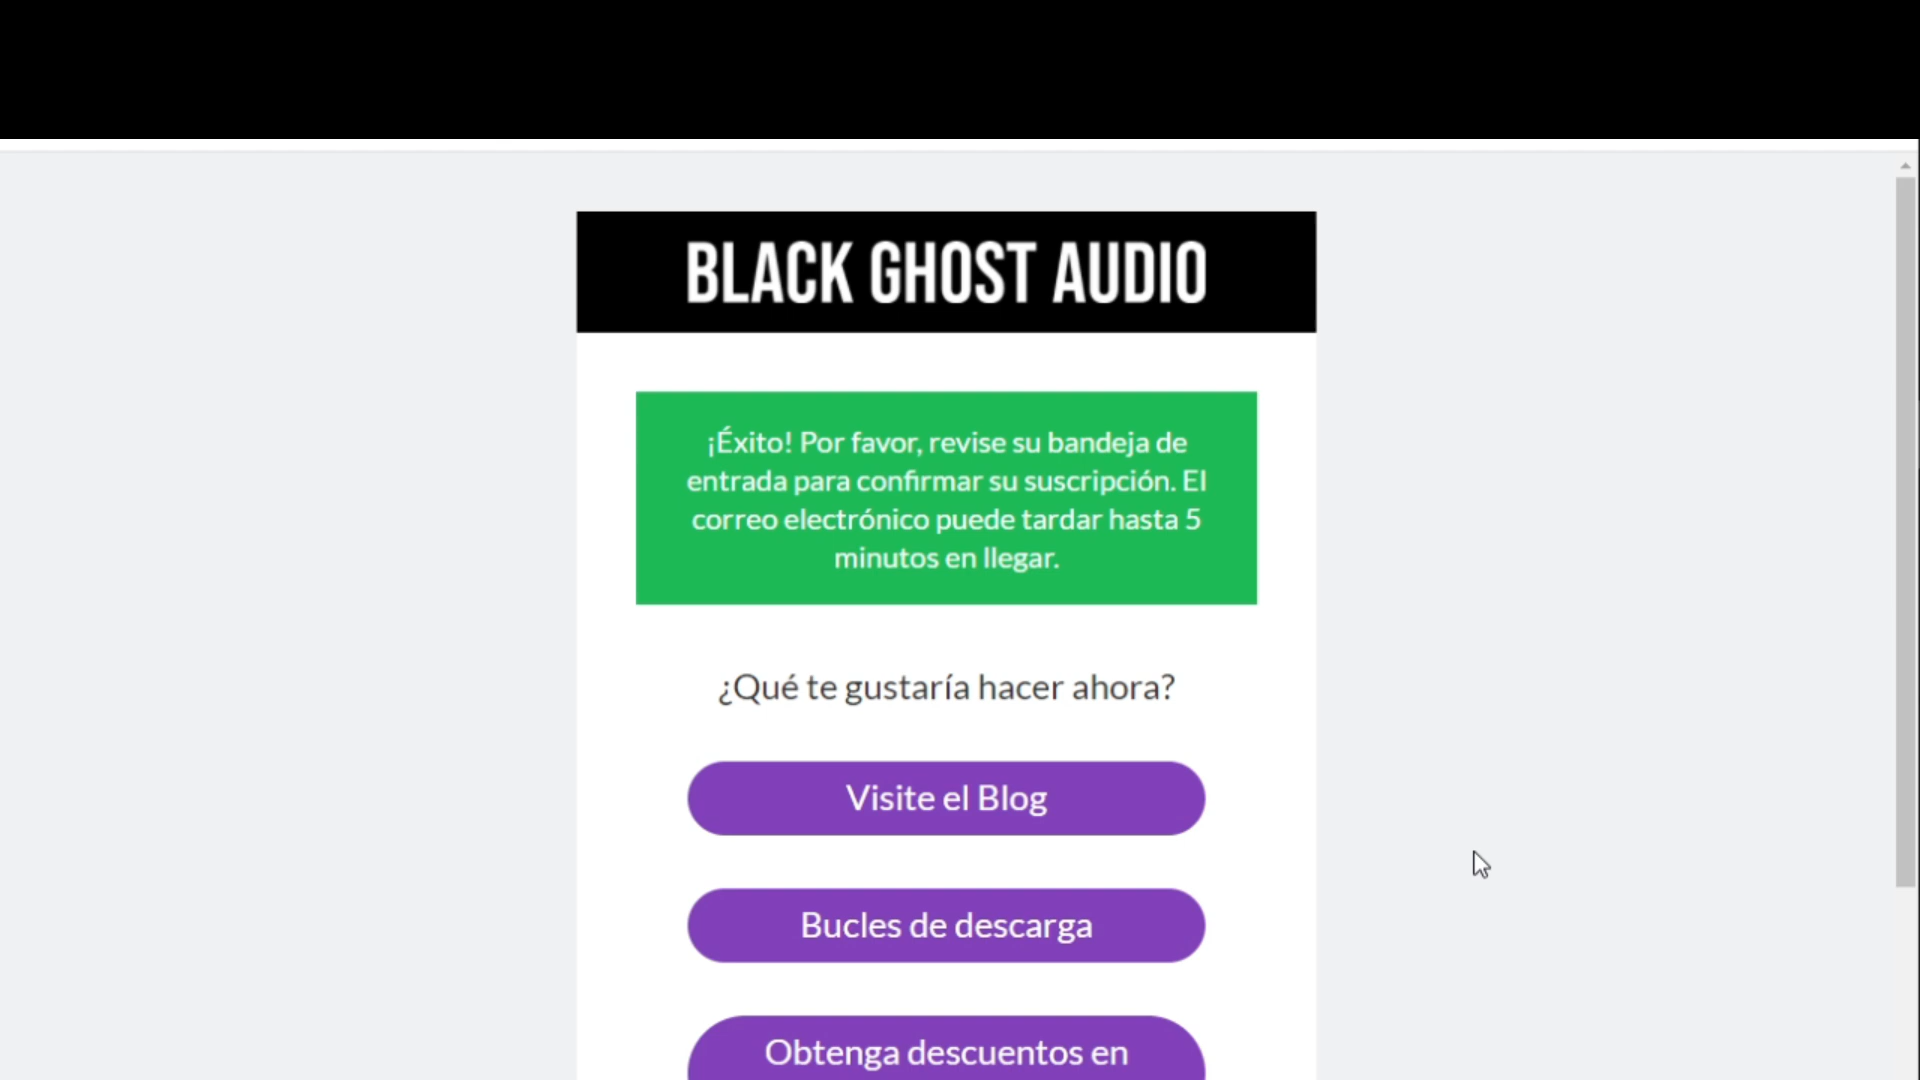 BLACK GHOST AUDIO
¡Éxito! Por favor, revise su bandeja de
entrada para confirmar su suscripción. El
correo electrónico puede tardar hasta 5
minutos en llegar.
¿Qué te gustaría hacer ahora?
Visite el Blog
Bucles de descarga
Obtenga descuentos en